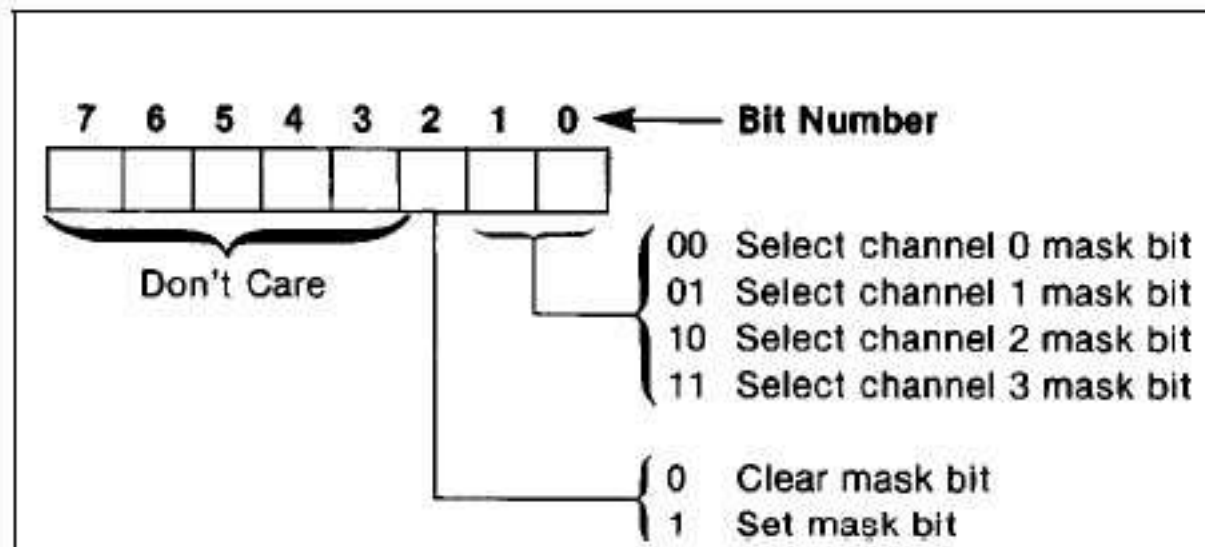 7 6 5 4 3 2 1 0 Bit Number
Don't Care
00 Select channel 0 mask bit
01 Select channel 1 mask bit
10 Select channel 2 mask bit
11 Select channel 3 mask bit
0 Clear mask bit
1 Set mask bit